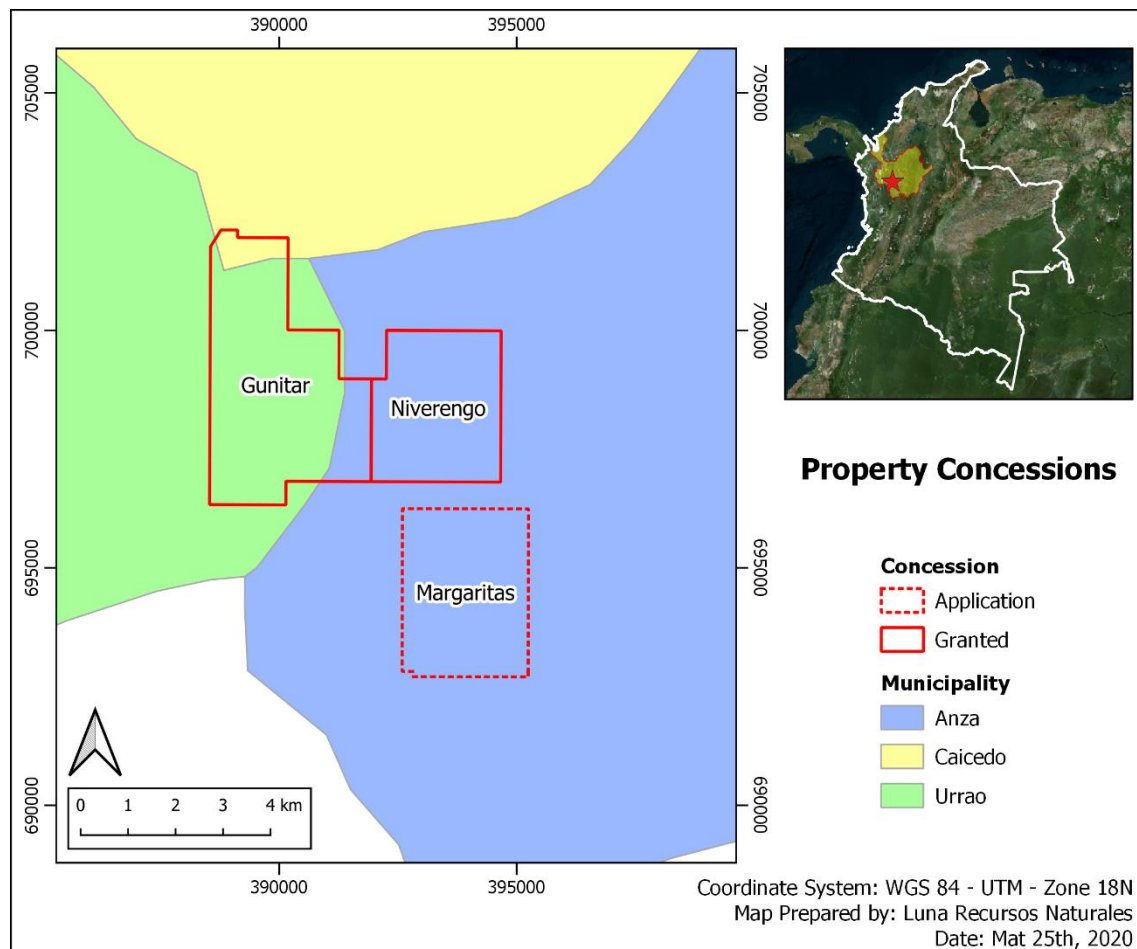 390000
395000
705000
705000
700000
700000
Gunitar
Niverengo
Property Concessions
695000
695000
Margaritas
Concession
Application
Granted
Municipality
Anza
Caicedo
Urrao
0 1 2 3 4 km
690000
690000
390000
395000
Coordinate System: WGS 84 - UTM - Zone 18N
Map Prepared by: Luna Recursos Naturales
Date: Mat 25th, 2020